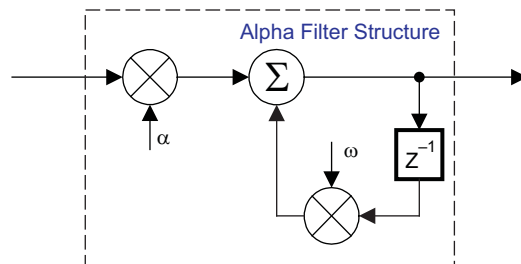 Alpha Filter Structure
Σ
α
ω
z⁻¹